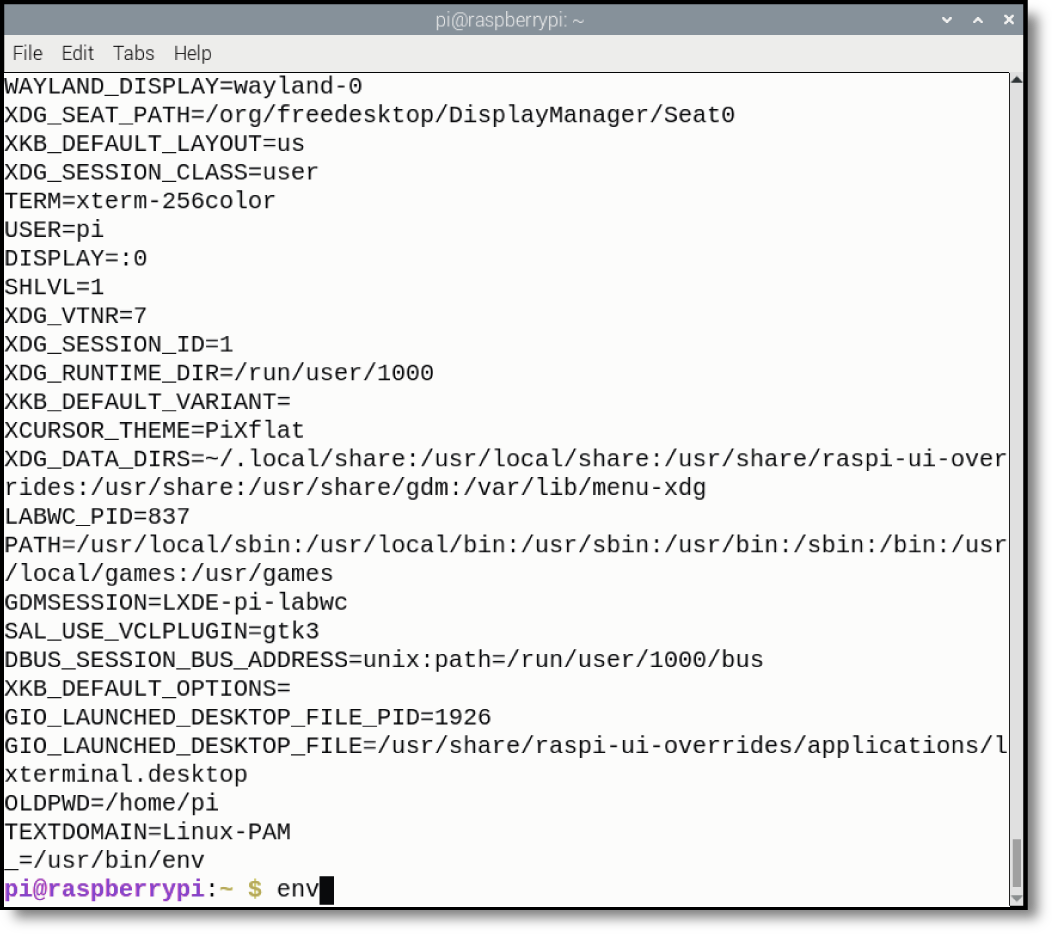 pi@raspberrypi: ~
File Edit Tabs Help
WAYLAND_DISPLAY=wayland-0
XDG_SEAT_PATH=/org/freedesktop/DisplayManager/Seat0
XKB_DEFAULT_LAYOUT=us
XDG_SESSION_CLASS=user
TERM=xterm-256color
USER=pi
DISPLAY=:0
SHLVL=1
XDG_VTNR=7
XDG_SESSION_ID=1
XDG_RUNTIME_DIR=/run/user/1000
XKB_DEFAULT_VARIANT=
XCURSOR_THEME=PiXflat
XDG_DATA_DIRS=~/.local/share:/usr/local/share:/usr/share/raspi-ui-over
rides:/usr/share:/usr/share/gdm:/var/lib/menu-xdg
LABWC_PID=837
PATH=/usr/local/sbin:/usr/local/bin:/usr/sbin:/usr/bin:/sbin:/bin:/usr
/local/games:/usr/games
GDMSESSION=LXDE-pi-labwc
SAL_USE_VCLPLUGIN=gtk3
DBUS_SESSION_BUS_ADDRESS=unix:path=/run/user/1000/bus
XKB_DEFAULT_OPTIONS=
GIO_LAUNCHED_DESKTOP_FILE_PID=1926
GIO_LAUNCHED_DESKTOP_FILE=/usr/share/raspi-ui-overrides/applications/l
xterminal.desktop
OLDPWD=/home/pi
TEXTDOMAIN=Linux-PAM
_=/usr/bin/env
pi@raspberrypi:~ $ env